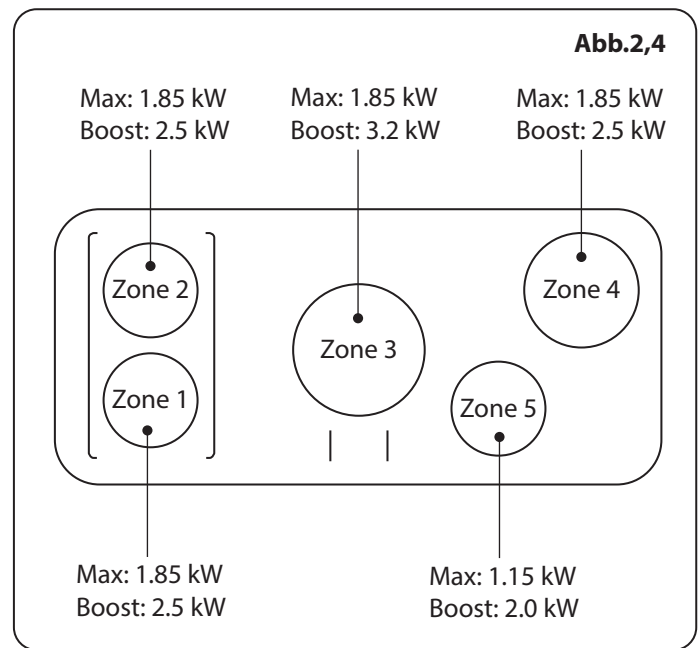 Abb.2,4
Max: 1.85 kW
Boost: 2.5 kW
Max: 1.85 kW
Boost: 3.2 kW
Max: 1.85 kW
Boost: 2.5 kW
Zone 2
Zone 4
Zone 3
Zone 1
Zone 5
Max: 1.85 kW
Boost: 2.5 kW
Max: 1.15 kW
Boost: 2.0 kW